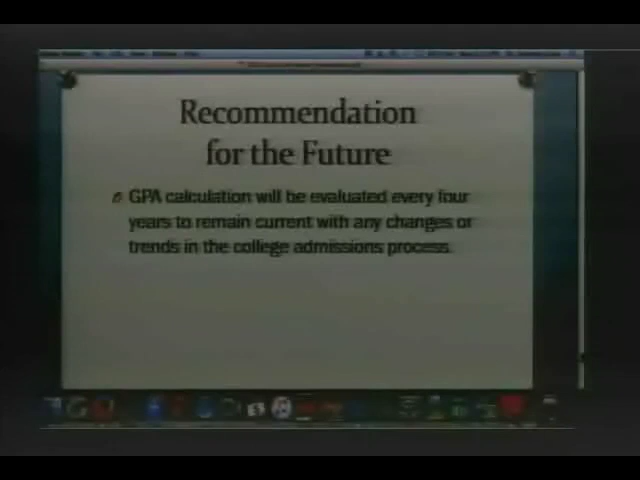 Recommendation
for the Future
GPA calculation will be evaluated every four
years to remain current with any changes or
trends in the college admissions process.